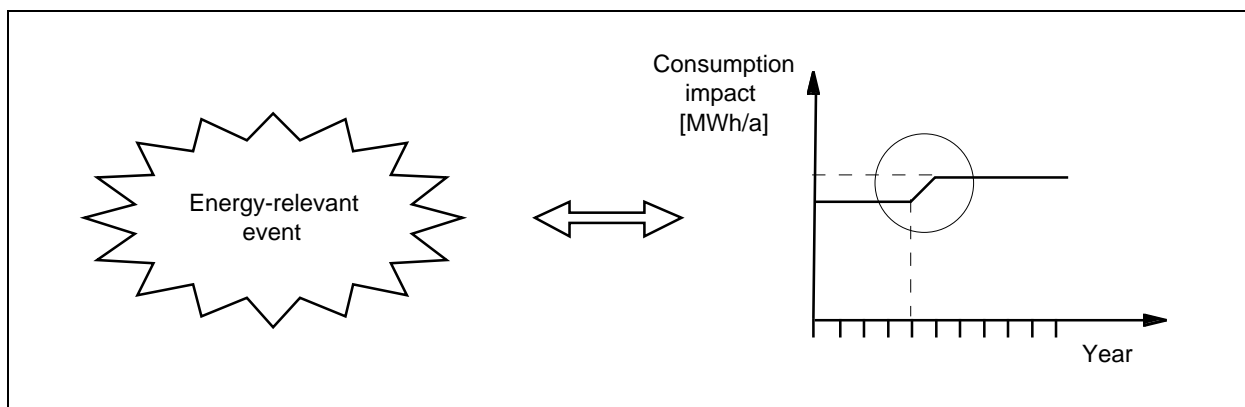 Energy-relevant
event
Consumption
impact
[MWh/a]
Year